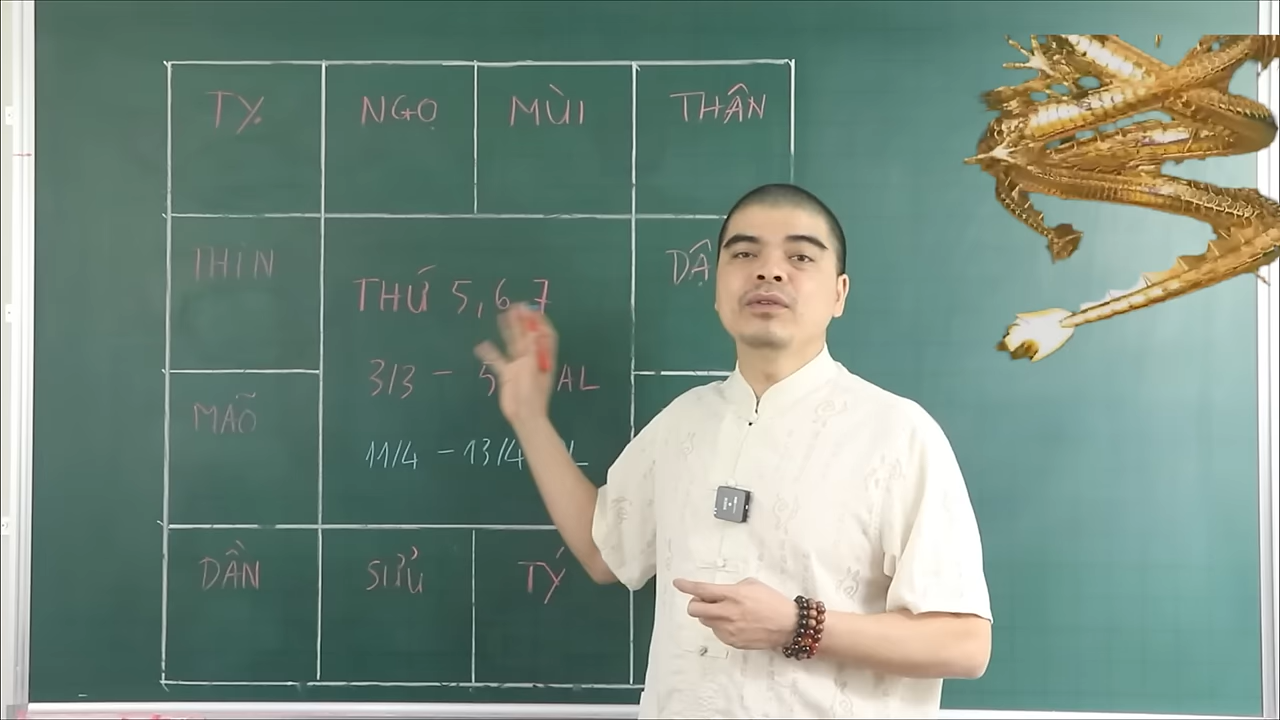 TỴ
NGỌ
MÙI
THÂN
THÌN
DẬ
THỨ 5, 6, 7
3/3 - 5 AL
MÃO
11/4 - 13/4 L
DẦN
SỬU
TÝ